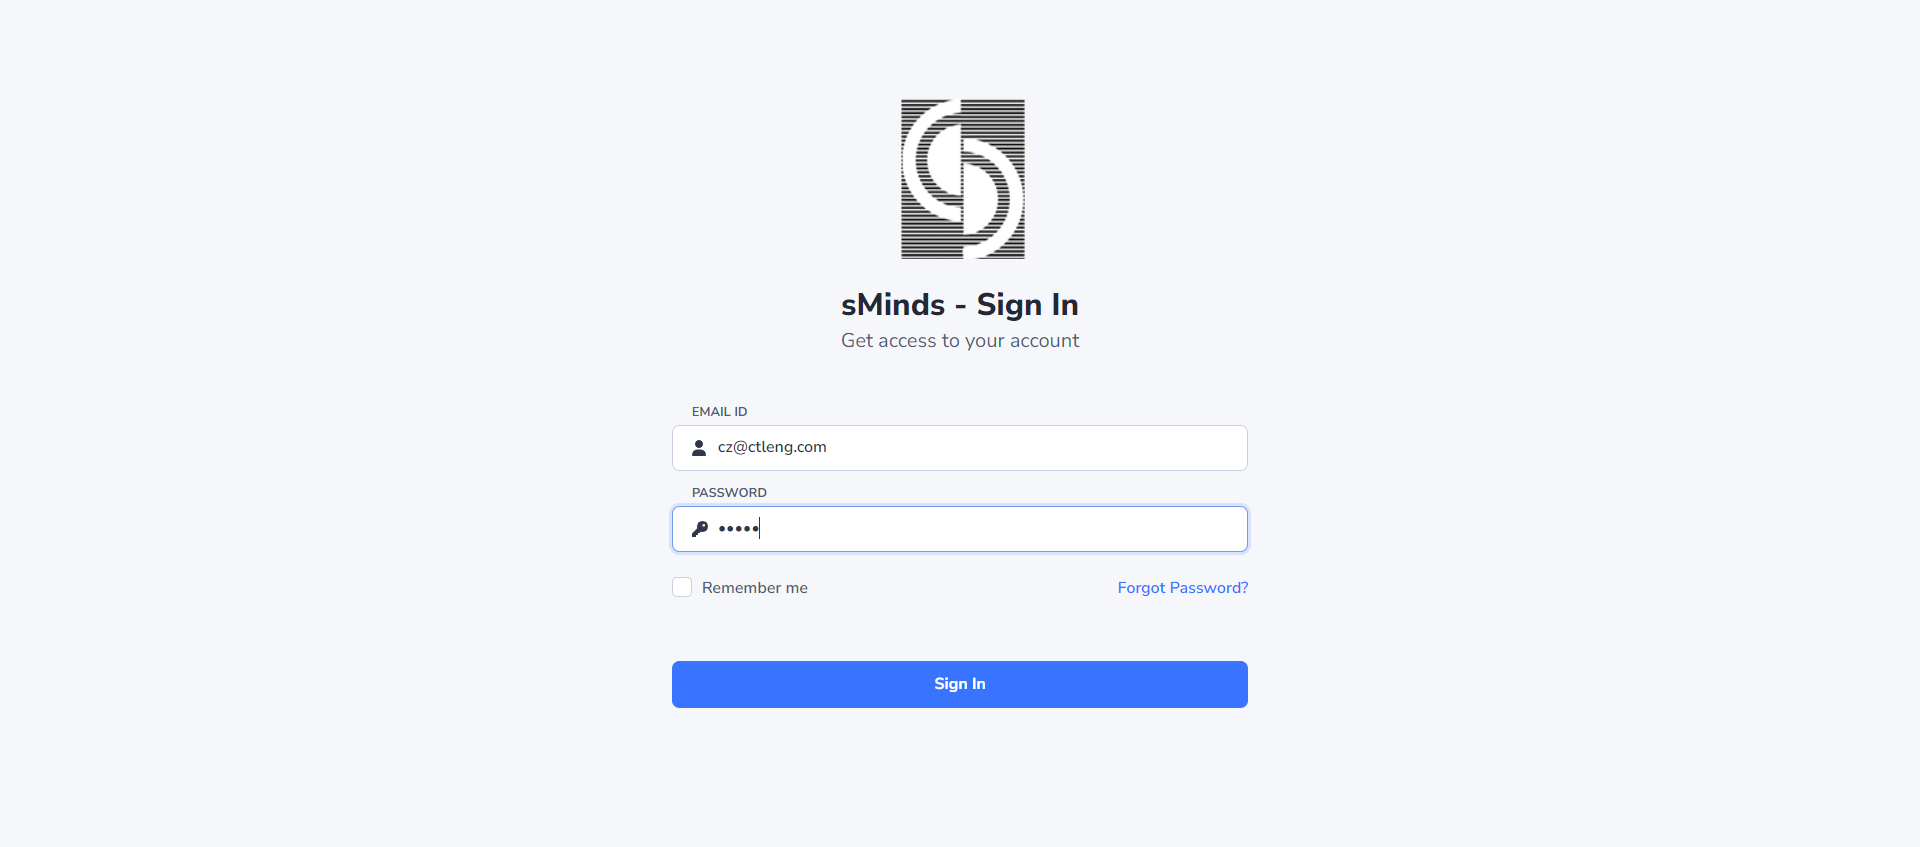 sMinds - Sign In
Get access to your account
EMAIL ID
cz@ctleng.com
PASSWORD
•••••
Remember me
Forgot Password?
Sign In